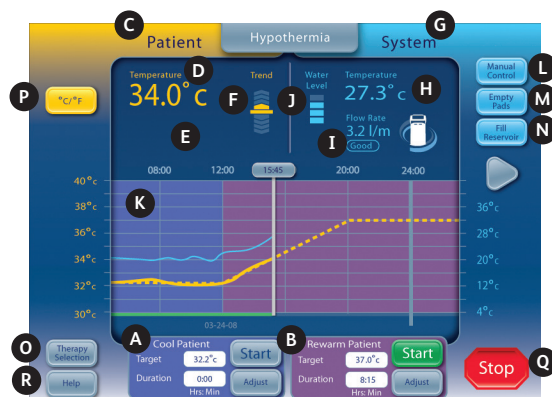 C
G
Patient
Hypothermia
System
L
Manual
Control
D
Temperature
34.0°c
F
Trend
J
Water
Level
Temperature
27.3°c
H
P
°C/°F
M
Empty
Pads
E
I
Flow Rate
3.2 l/m
Good
N
Fill
Reservoir
08:00
12:00
15:45
20:00
24:00
40°c
K
38°c
36°c
34°c
32°c
30°c
36°c
28°c
20°c
12°c
4°c
03-24-08
O
Therapy
Selection
R
Help
A
Cool Patient
Target
32.2°c
Start
Duration
0:00
Adjust
Hrs: Min
B
Rewarm Patient
Target
37.0°c
Start
Duration
8:15
Adjust
Hrs: Min
Q
Stop